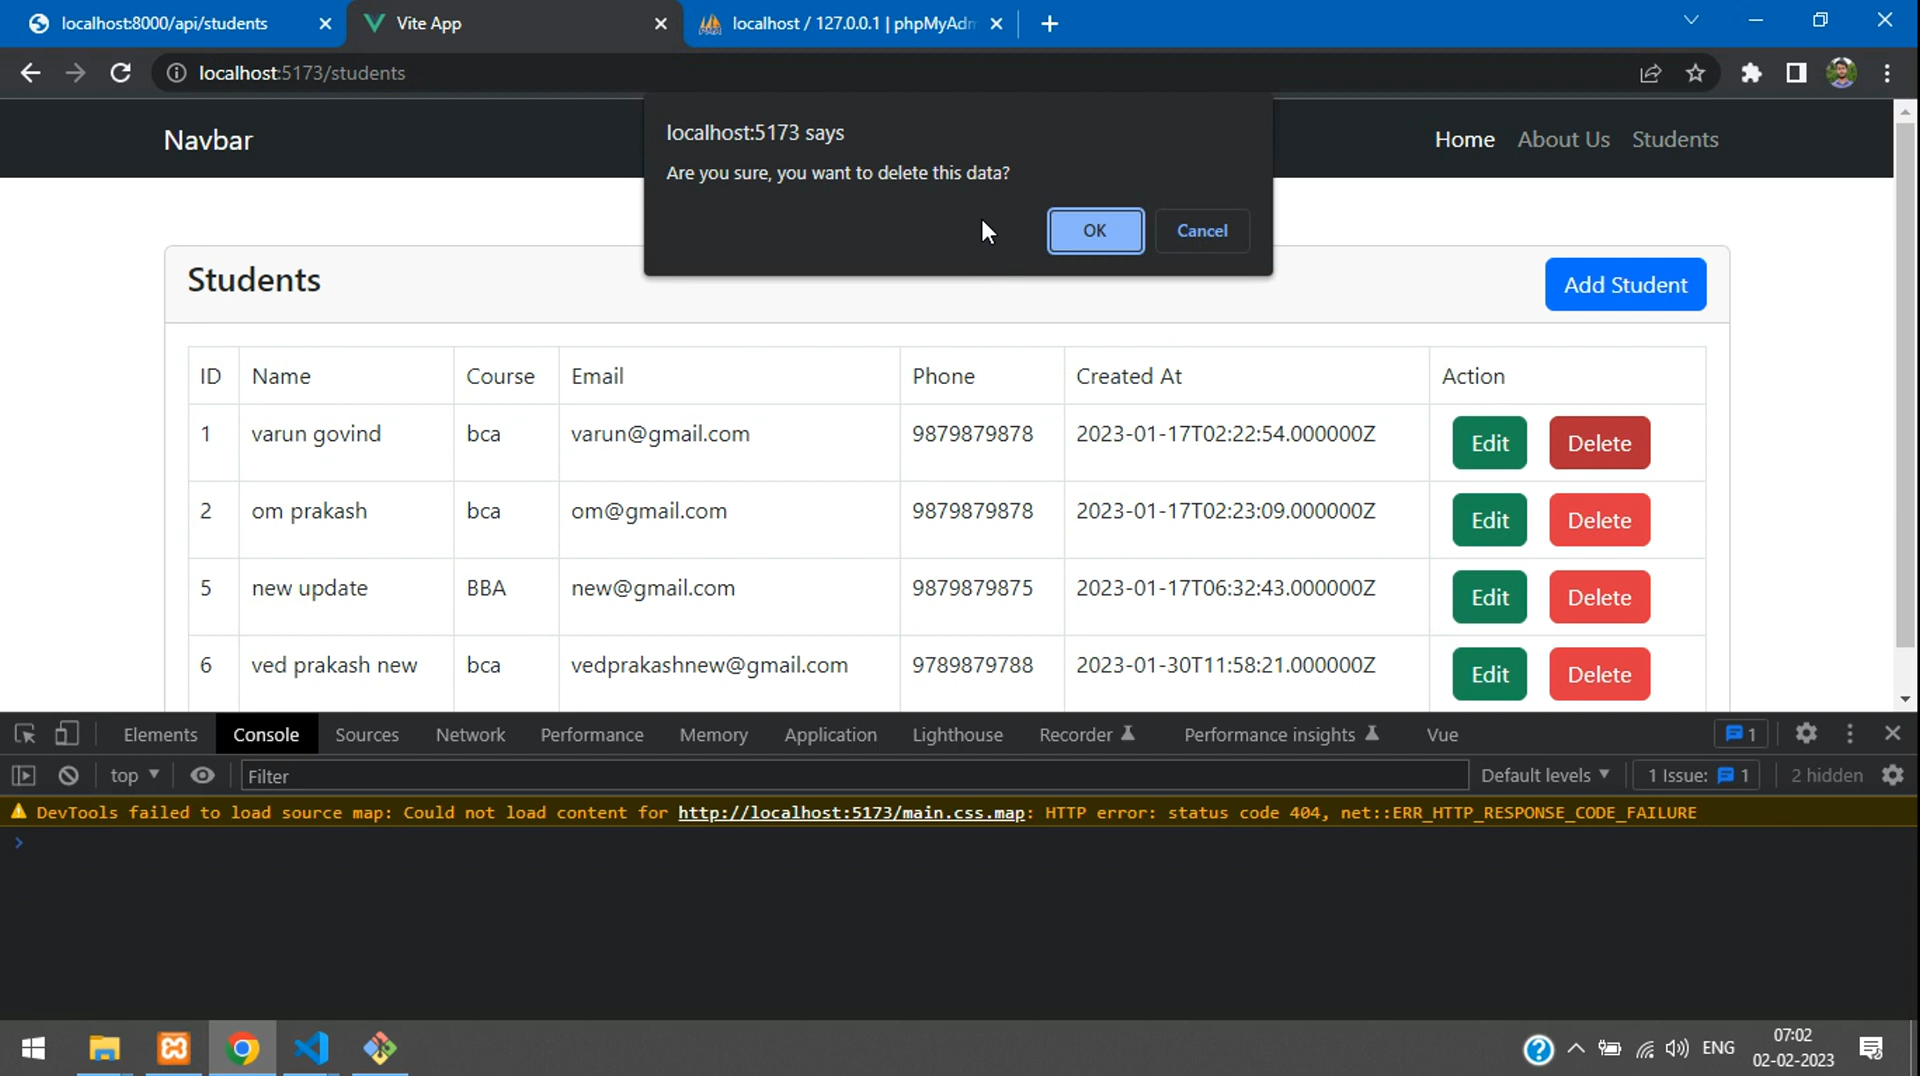 localhost:8000/api/students
Vite App
localhost / 127.0.0.1 | phpMyAdm
localhost:5173/students
Navbar
Home About Us Students
localhost:5173 says
Are you sure, you want to delete this data?
OK Cancel
Students
Add Student
ID Name Course Email Phone Created At Action
1 varun govind bca varun@gmail.com 9879879878 2023-01-17T02:22:54.000000Z Edit Delete
2 om prakash bca om@gmail.com 9879879878 2023-01-17T02:23:09.000000Z Edit Delete
5 new update BBA new@gmail.com 9879879875 2023-01-17T06:32:43.000000Z Edit Delete
6 ved prakash new bca vedprakashnew@gmail.com 9789879788 2023-01-30T11:58:21.000000Z Edit Delete
Elements Console Sources Network Performance Memory Application Lighthouse Recorder Performance insights Vue 1
top Filter Default levels 1 Issue: 1 2 hidden
DevTools failed to load source map: Could not load content for http://localhost:5173/main.css.map: HTTP error: status code 404, net::ERR_HTTP_RESPONSE_CODE_FAILURE
ENG
07:02
02-02-2023